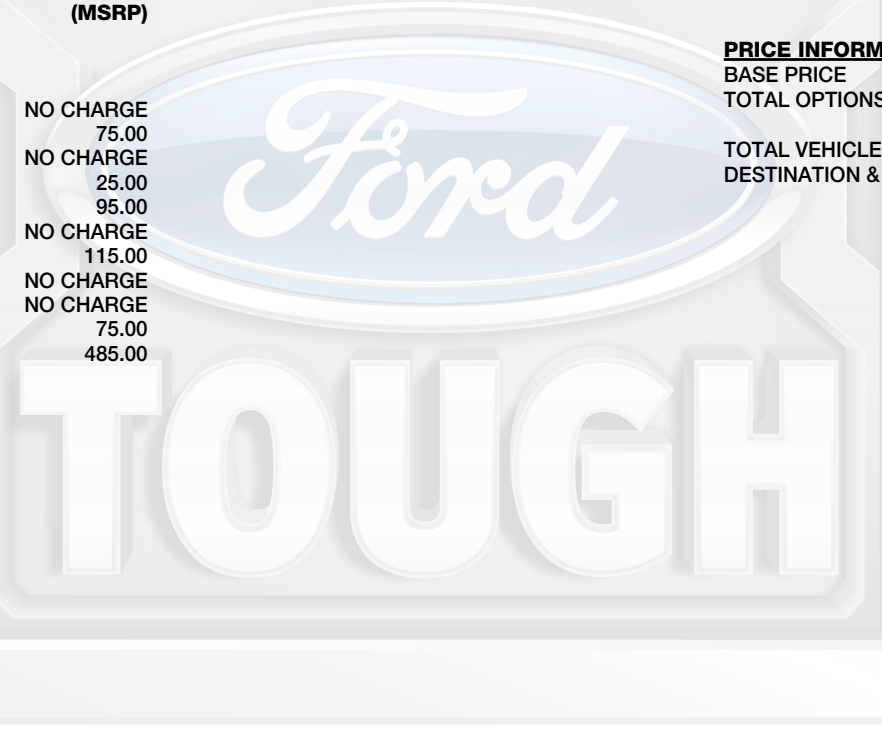 (MSRP)
NO CHARGE
75.00
NO CHARGE
25.00
95.00
NO CHARGE
115.00
NO CHARGE
NO CHARGE
75.00
485.00
PRICE INFORM
BASE PRICE
TOTAL OPTIONS
TOTAL VEHICLE
DESTINATION &
Ford
TOUGH